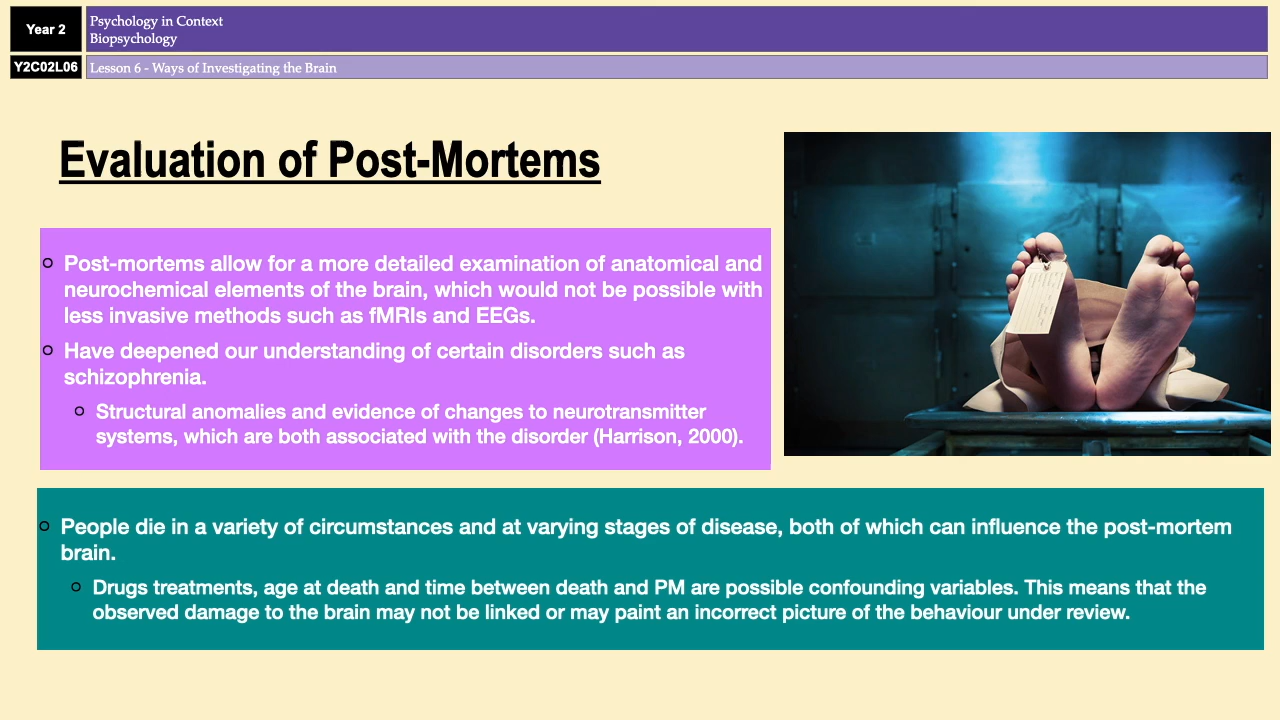 Year 2
Psychology in Context
Biopsychology
Y2C02L06
Lesson 6 - Ways of Investigating the Brain
Evaluation of Post-Mortems
Post-mortems allow for a more detailed examination of anatomical and
neurochemical elements of the brain, which would not be possible with
less invasive methods such as fMRIs and EEGs.
Have deepened our understanding of certain disorders such as
schizophrenia.
Structural anomalies and evidence of changes to neurotransmitter
systems, which are both associated with the disorder (Harrison, 2000).
People die in a variety of circumstances and at varying stages of disease, both of which can influence the post-mortem
brain.
Drugs treatments, age at death and time between death and PM are possible confounding variables. This means that the
observed damage to the brain may not be linked or may paint an incorrect picture of the behaviour under review.